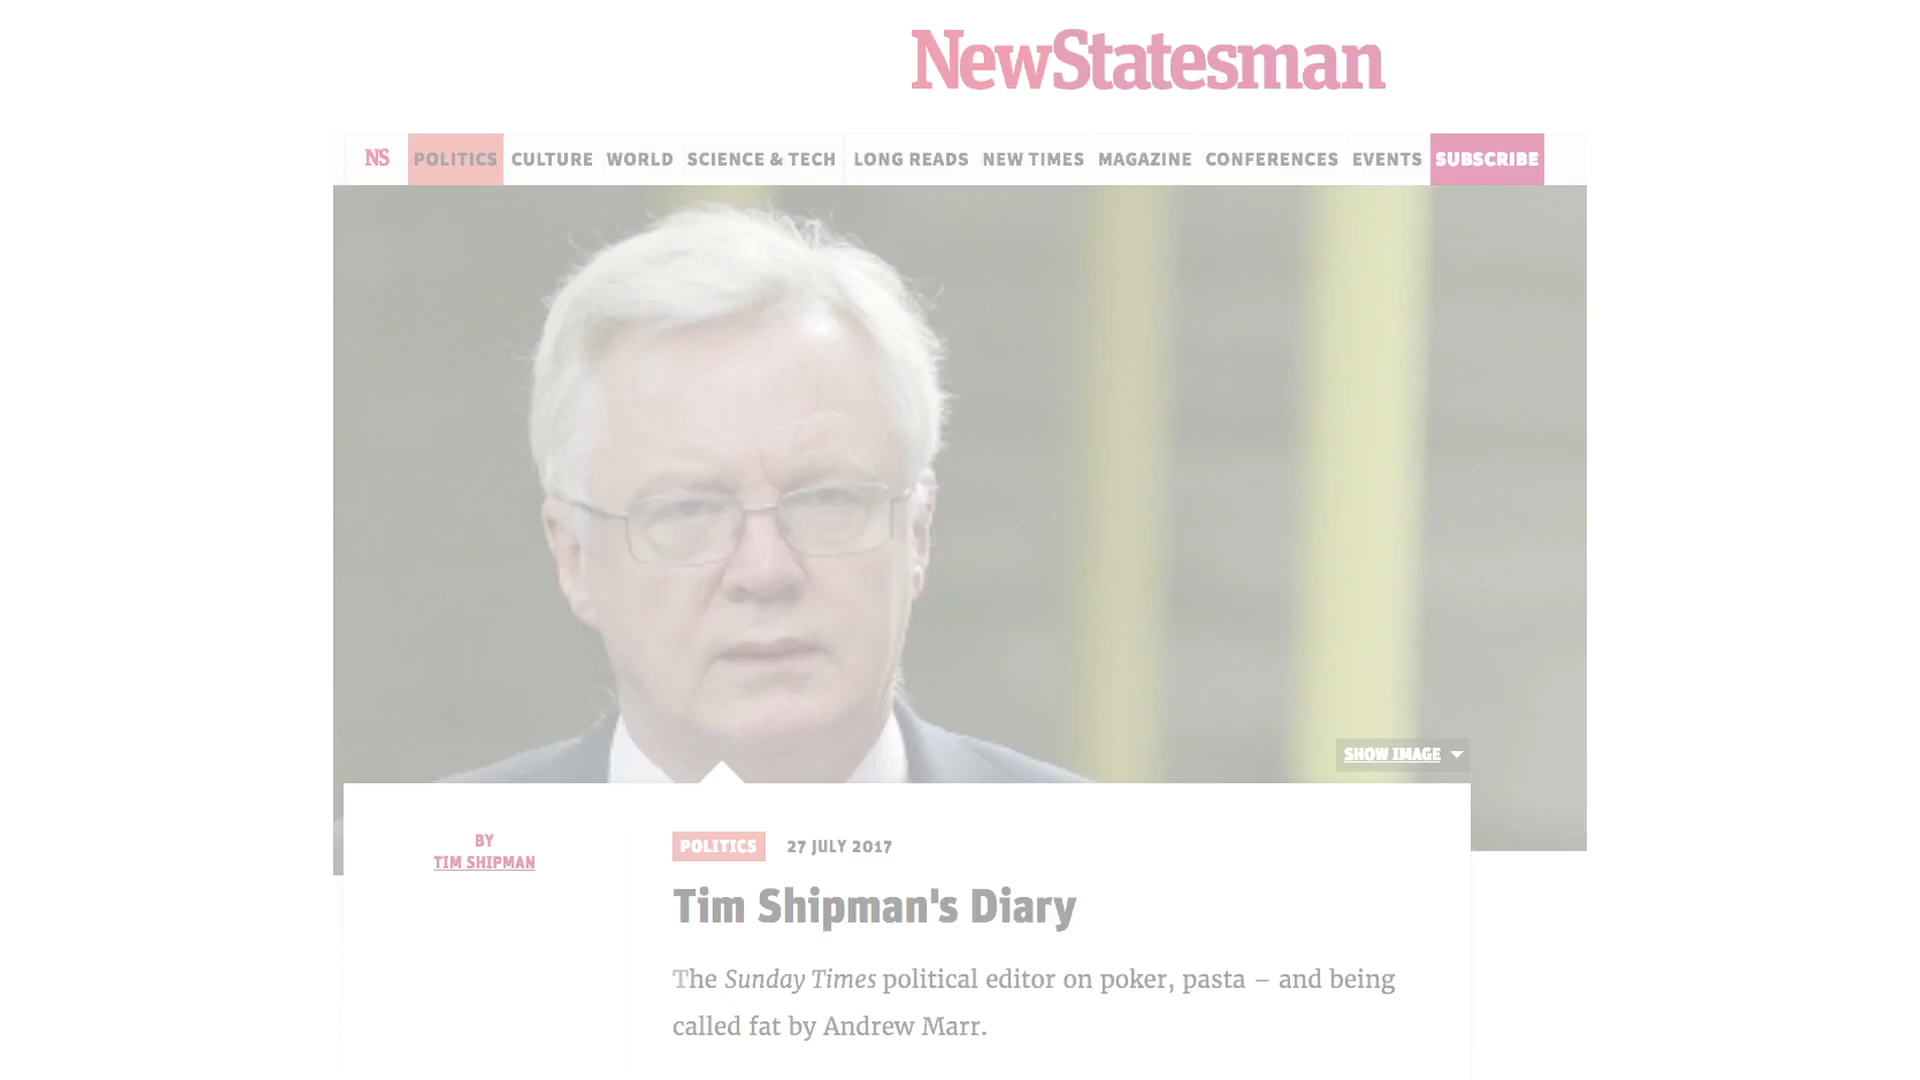 NewStatesman
NS POLITICS CULTURE WORLD SCIENCE & TECH LONG READS NEW TIMES MAGAZINE CONFERENCES EVENTS SUBSCRIBE
SHOW IMAGE
BY
TIM SHIPMAN
POLITICS 27 JULY 2017
Tim Shipman's Diary
The Sunday Times political editor on poker, pasta – and being
called fat by Andrew Marr.